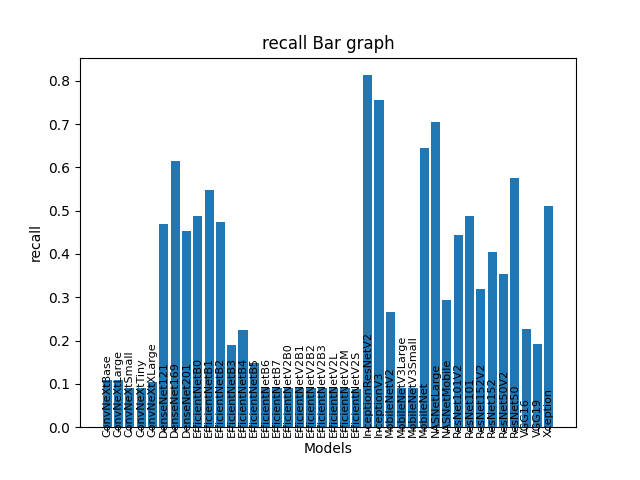 recall Bar graph
recall
0.8
0.7
0.6
0.5
0.4
0.3
0.2
0.1
0.0
ConvNeXtBase
ConvNeXtLarge
ConvNeXtSmall
ConvNeXtTiny
ConvNeXtXLarge
DenseNet121
DenseNet169
DenseNet201
EfficientNetB0
EfficientNetB1
EfficientNetB2
EfficientNetB3
EfficientNetB4
EfficientNetB5
EfficientNetB6
EfficientNetB7
EfficientNetV2B0
EfficientNetV2B1
EfficientNetV2B2
EfficientNetV2B3
EfficientNetV2L
EfficientNetV2M
EfficientNetV2S
InceptionResNetV2
InceptionV3
MobileNetV2
MobileNetV3Large
MobileNetV3Small
MobileNet
NASNetLarge
NASNetMobile
ResNet101V2
ResNet101
ResNet152V2
ResNet152
ResNet50V2
ResNet50
VGG16
VGG19
Xception
Models